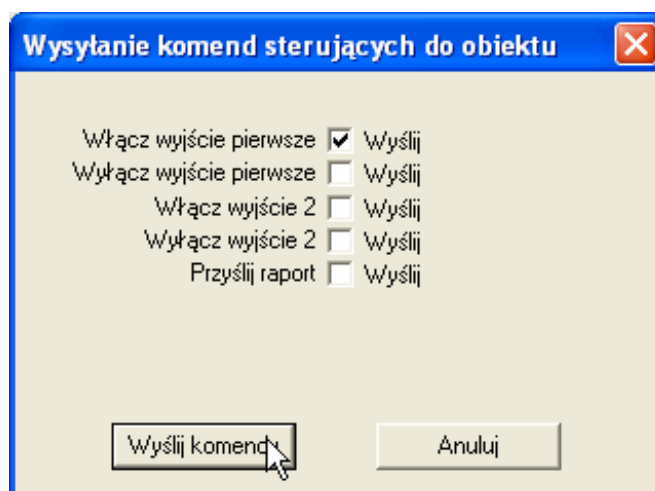 Wysyłanie komend sterujących do obiektu
Włącz wyjście pierwsze Wyślij
Wyłącz wyjście pierwsze Wyślij
Włącz wyjście 2 Wyślij
Wyłącz wyjście 2 Wyślij
Przyślij raport Wyślij
Wyślij komendy Anuluj